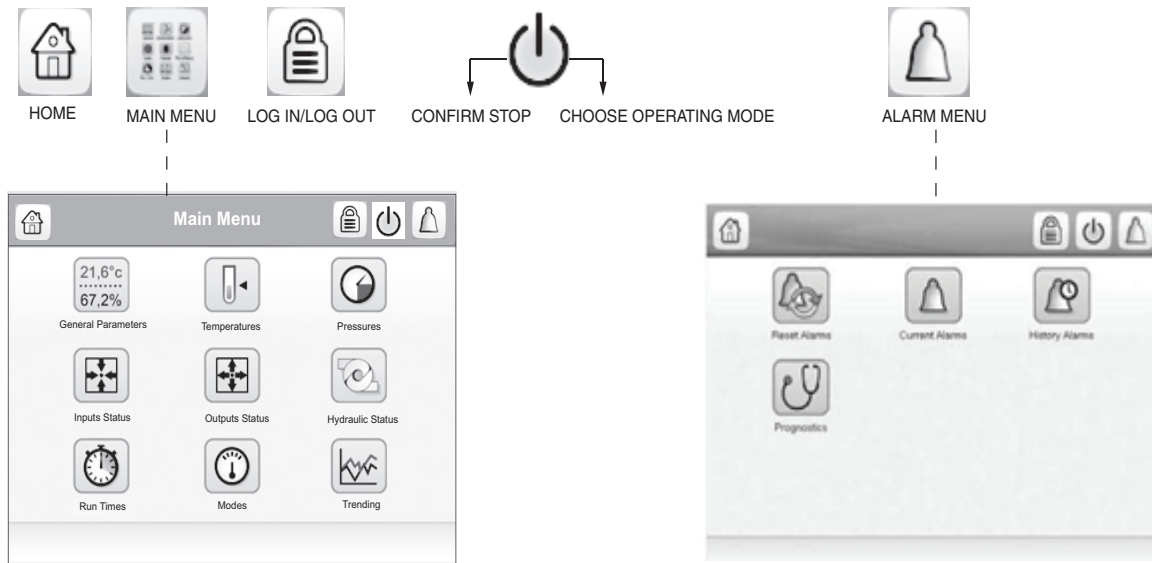 HOME
MAIN MENU
LOG IN/LOG OUT
CONFIRM STOP
CHOOSE OPERATING MODE
ALARM MENU
Main Menu
21,6°c
67,2%
General Parameters
Temperatures
Pressures
Inputs Status
Outputs Status
Hydraulic Status
Run Times
Modes
Trending
Reset Alarms
Current Alarms
History Alarms
Prognostics